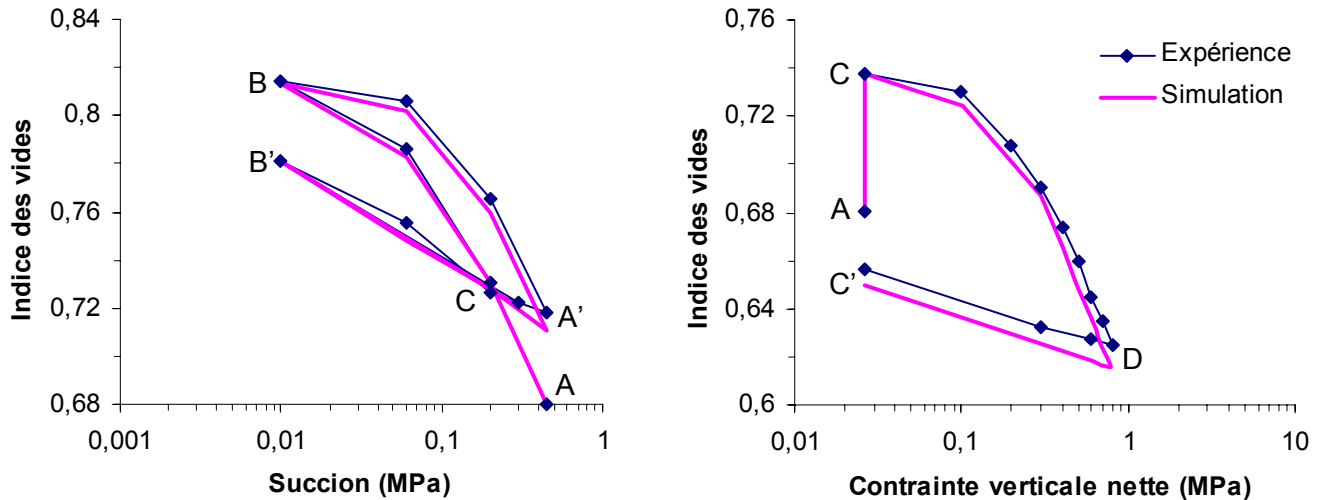 0,84
0,8
0,76
0,72
0,68
0,001
0,01
0,1
1
Indice des vides
Succion (MPa)
B
B’
C
A’
A
0,76
0,72
0,68
0,64
0,6
0,01
0,1
1
10
Indice des vides
Contrainte verticale nette (MPa)
C
A
C’
D
Expérience
Simulation